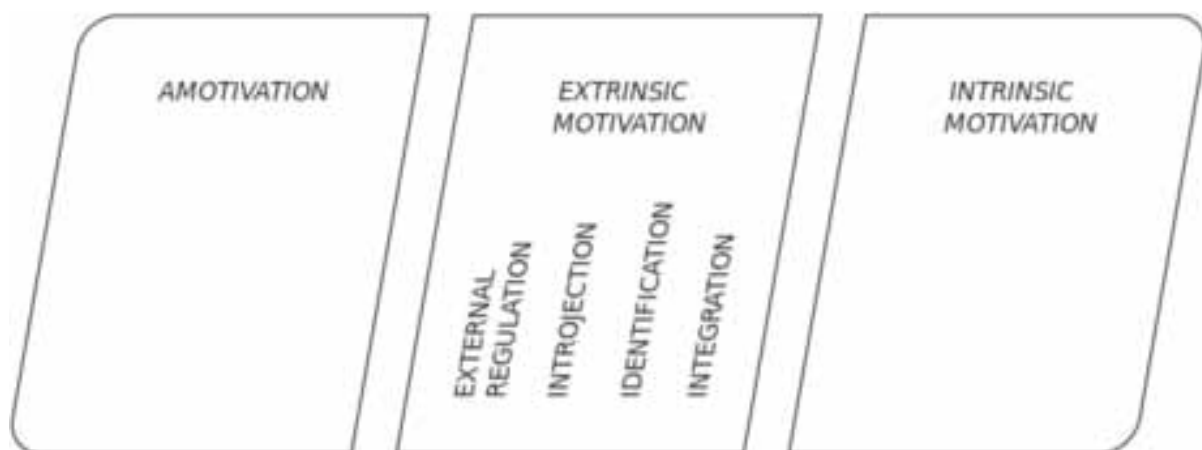 AMOTIVATION
EXTRINSIC
MOTIVATION
EXTERNAL
REGULATION
INTROJECTION
IDENTIFICATION
INTEGRATION
INTRINSIC
MOTIVATION